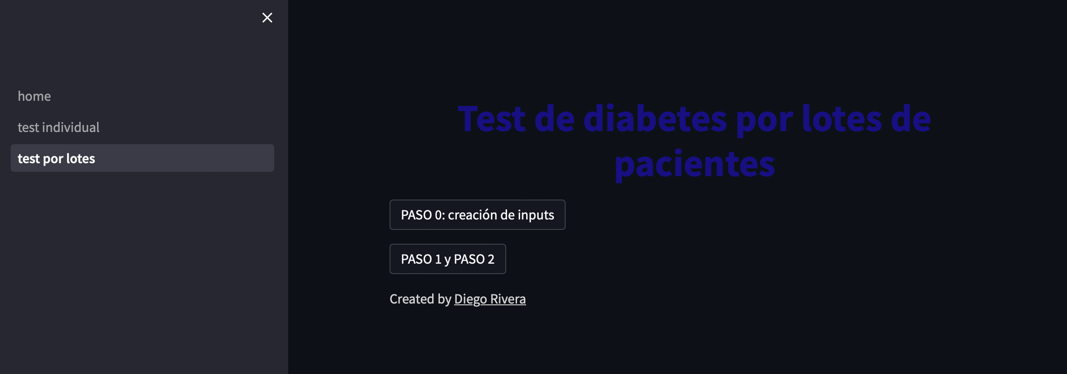 home
test individual
test por lotes
Test de diabetes por lotes de
pacientes
PASO 0: creación de inputs
PASO 1 y PASO 2
Created by Diego Rivera